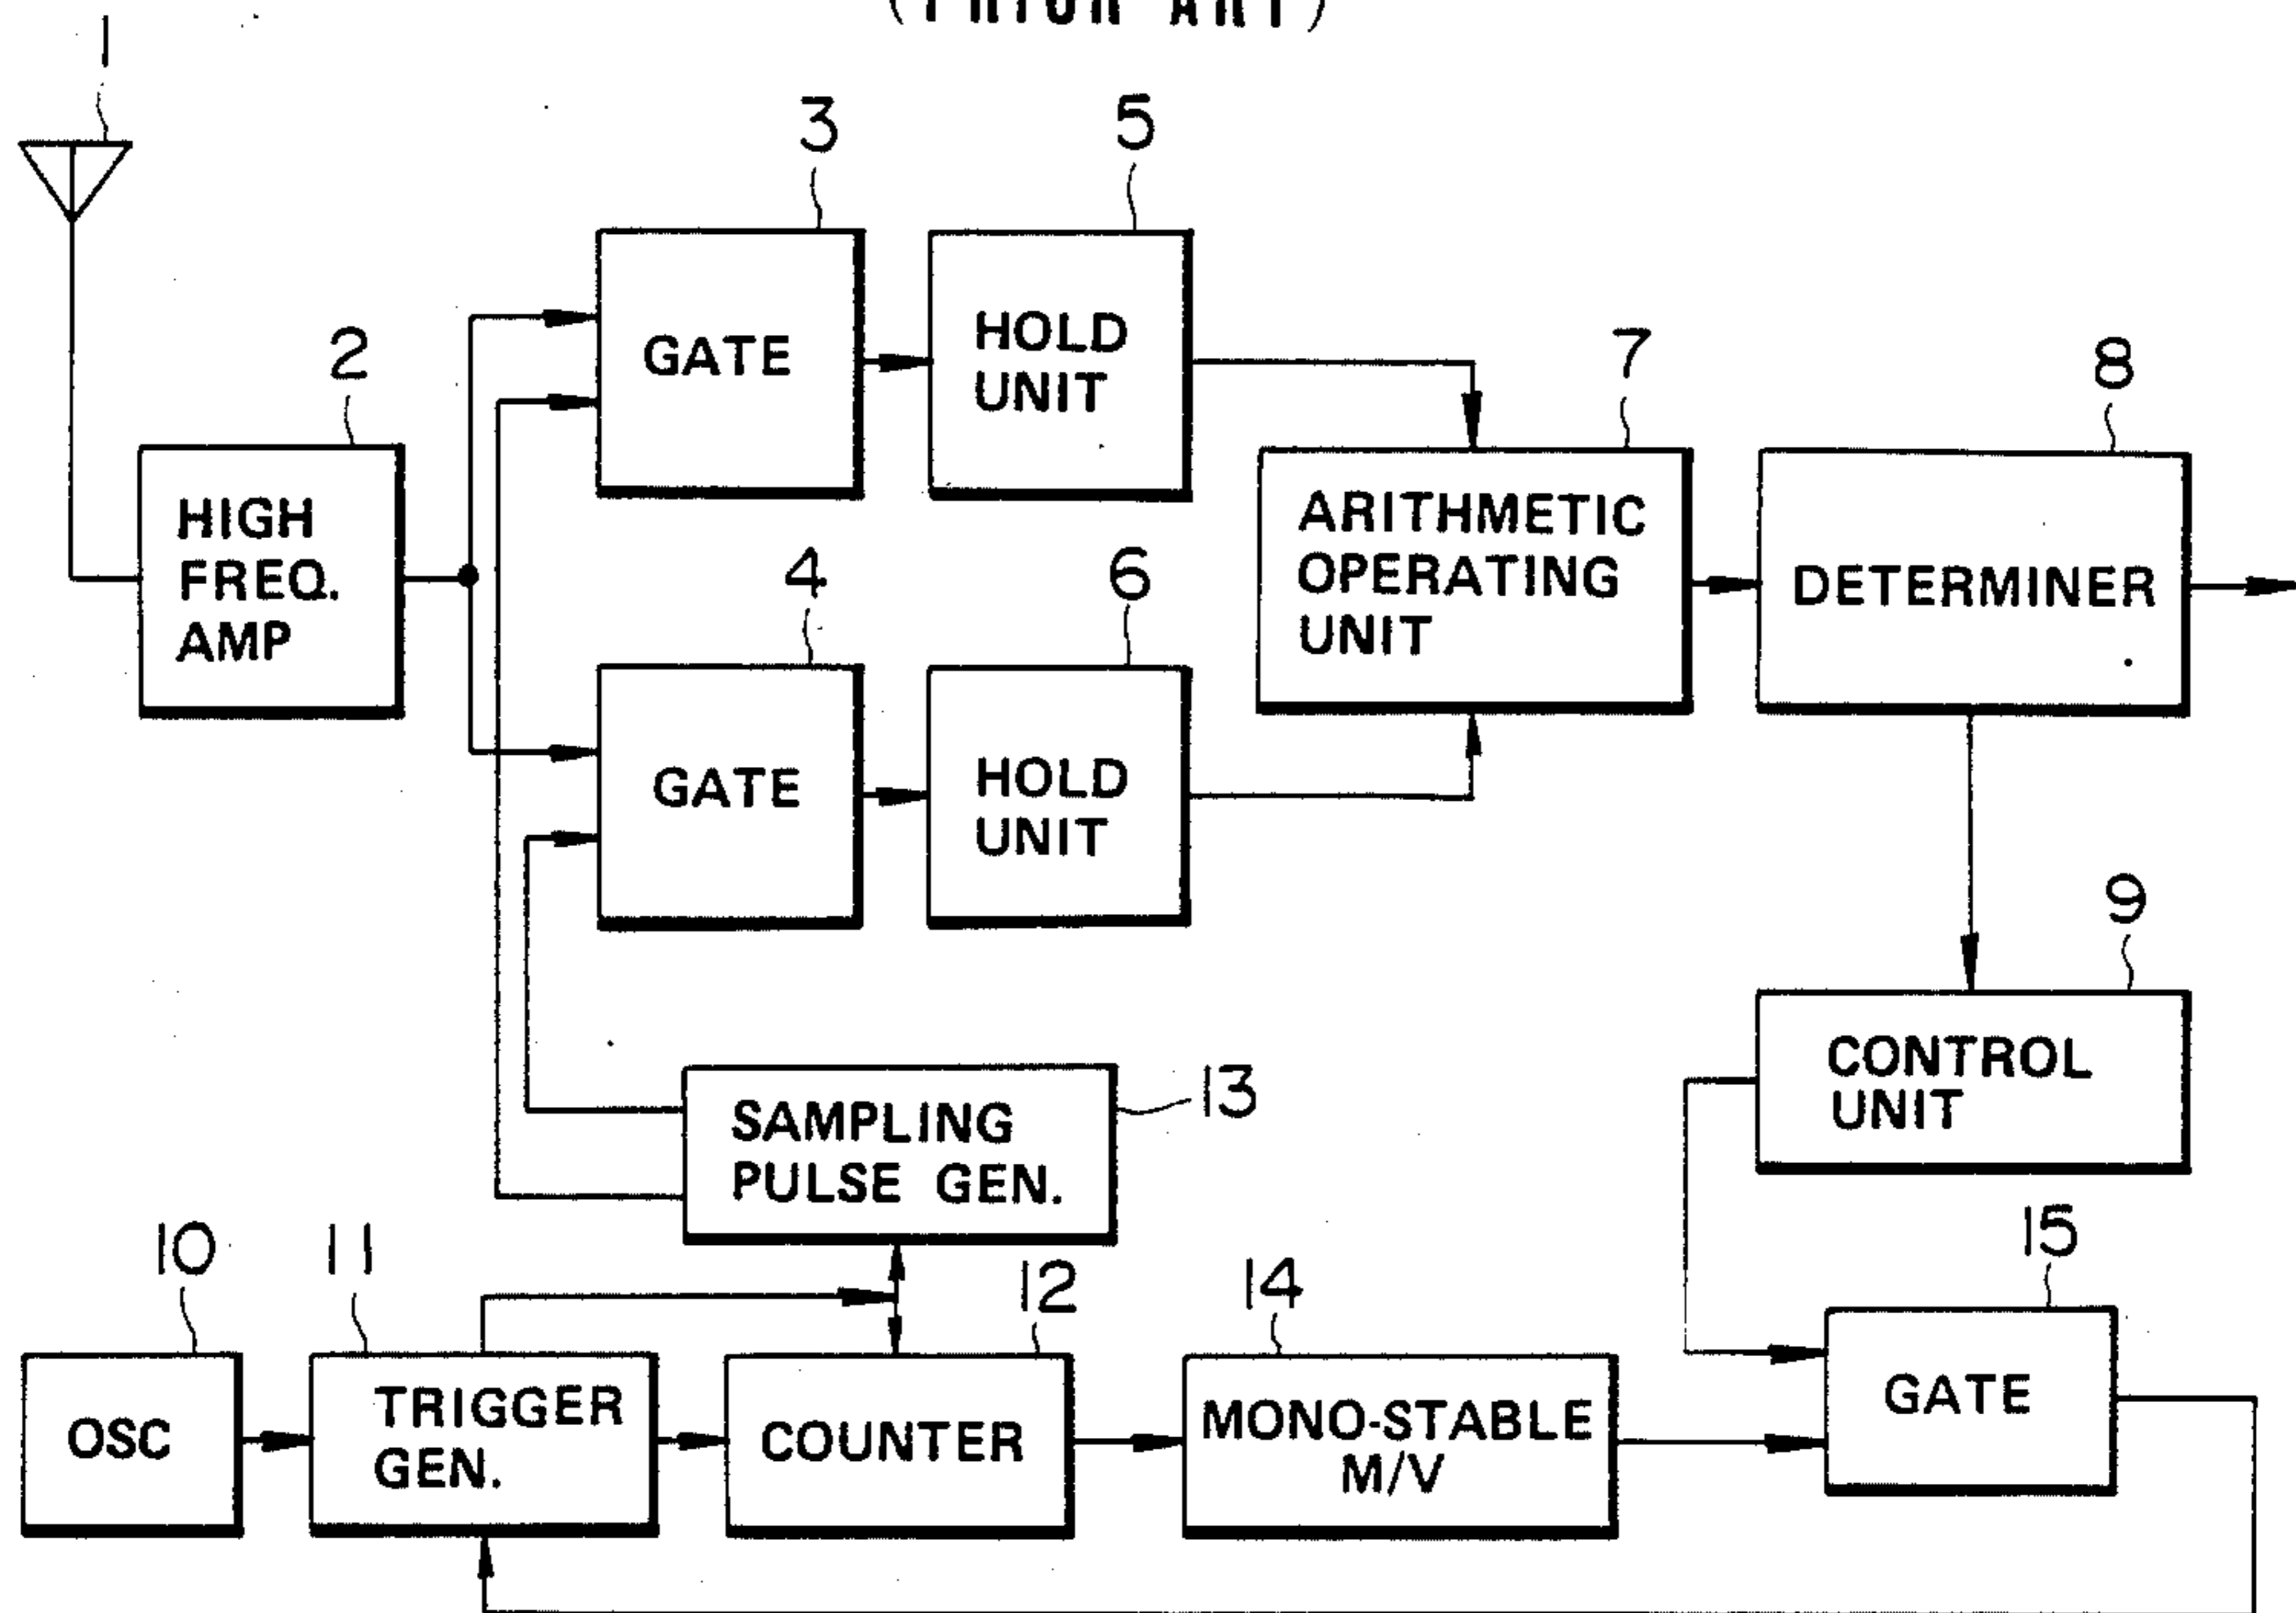 (PRIOR ART)
1
3
5
2
7
8
GATE
HOLD
UNIT
HIGH
FREQ.
AMP
4
6
ARITHMETIC
OPERATING
UNIT
DETERMINER
GATE
HOLD
UNIT
9
CONTROL
UNIT
SAMPLING
PULSE GEN.
13
10
11
12
14
15
OSC
TRIGGER
GEN.
COUNTER
MONO-STABLE
M/V
GATE